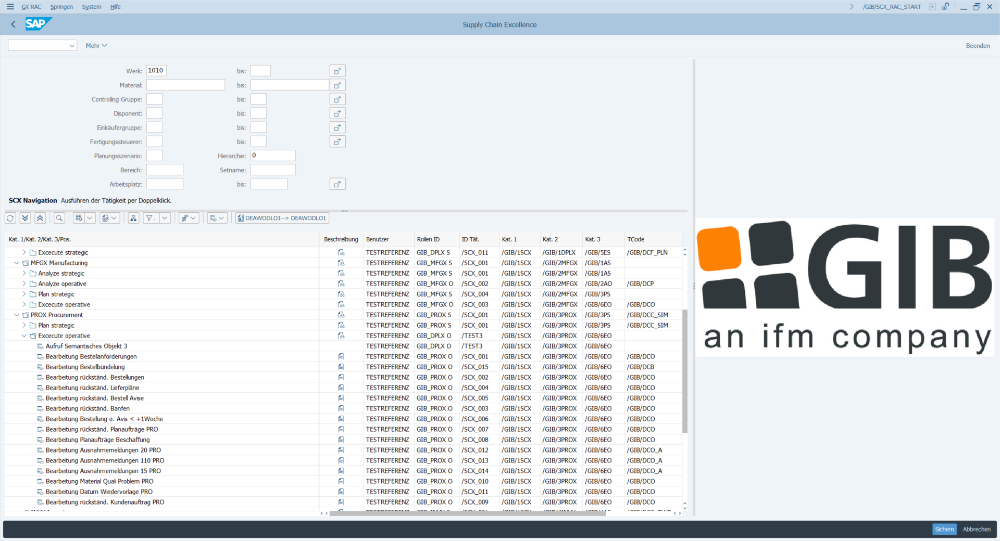 GX RAC Springen System Hilfe /GIB/SCX_RAC_START
SAP Supply Chain Excellence
Mehr Beenden
Werk: 1010 bis:
Material: bis:
Controlling Gruppe: bis:
Disponent: bis:
Einkäufergruppe: bis:
Fertigungssteuerer: bis:
Planungsszenario: Hierarchie: 0
Bereich: Setname:
Arbeitsplatz: bis:
SCX Navigation Ausführen der Tätigkeit per Doppelklick.
DEAWODLO1--> DEAWODLO1
Kat. 1/Kat. 2/Kat. 3/Pos. Beschreibung Benutzer Rollen ID ID Tät. Kat. 1 Kat. 2 Kat. 3 TCode
Excecute strategic TESTREFERENZ GIB_DPLX S /SCX_011 /GIB/1SCX /GIB/1DPLX /GIB/5ES /GIB/DCF_PLN
MFGX Manufacturing TESTREFERENZ GIB_MFGX S /SCX_001 /GIB/1SCX /GIB/2MFGX /GIB/1AS
Analyze strategic TESTREFERENZ GIB_MFGX S /SCX_001 /GIB/1SCX /GIB/2MFGX /GIB/1AS
Analyze operative TESTREFERENZ GIB_MFGX O /SCX_002 /GIB/1SCX /GIB/2MFGX /GIB/2AO /GIB/DCP
Plan strategic TESTREFERENZ GIB_MFGX S /SCX_004 /GIB/1SCX /GIB/2MFGX /GIB/3PS
Excecute operative TESTREFERENZ GIB_MFGX O /SCX_003 /GIB/1SCX /GIB/2MFGX /GIB/6EO /GIB/DCO
PROX Procurement TESTREFERENZ GIB_PROX S /SCX_001 /GIB/1SCX /GIB/3PROX /GIB/3PS /GIB/DCC_SIM
Plan strategic TESTREFERENZ GIB_PROX S /SCX_001 /GIB/1SCX /GIB/3PROX /GIB/3PS /GIB/DCC_SIM
Excecute operative TESTREFERENZ GIB_DPLX O /TEST3 /GIB/1SCX /GIB/3PROX /GIB/6EO
Aufruf Semantisches Objekt 3 TESTREFERENZ GIB_DPLX O /TEST3 /GIB/1SCX /GIB/3PROX /GIB/6EO
Bearbeitung Bestellanforderungen TESTREFERENZ GIB_PROX O /SCX_001 /GIB/1SCX /GIB/3PROX /GIB/6EO /GIB/DCO
Bearbeitung Bestellbündelung TESTREFERENZ GIB_PROX O /SCX_015 /GIB/1SCX /GIB/3PROX /GIB/6EO /GIB/DCB
Bearbeitung rückständ. Bestellungen TESTREFERENZ GIB_PROX O /SCX_002 /GIB/1SCX /GIB/3PROX /GIB/6EO /GIB/DCO
Bearbeitung rückständ. Lieferpläne TESTREFERENZ GIB_PROX O /SCX_004 /GIB/1SCX /GIB/3PROX /GIB/6EO /GIB/DCO
Bearbeitung rückständ. Bestell Avise TESTREFERENZ GIB_PROX O /SCX_005 /GIB/1SCX /GIB/3PROX /GIB/6EO /GIB/DCO
Bearbeitung rückständ. Banfen TESTREFERENZ GIB_PROX O /SCX_003 /GIB/1SCX /GIB/3PROX /GIB/6EO /GIB/DCO
Bearbeitung Bestellung o. Avis < +1Woche TESTREFERENZ GIB_PROX O /SCX_006 /GIB/1SCX /GIB/3PROX /GIB/6EO /GIB/DCO
Bearbeitung rückständ. Planaufträge PRO TESTREFERENZ GIB_PROX O /SCX_007 /GIB/1SCX /GIB/3PROX /GIB/6EO /GIB/DCO
Bearbeitung Planaufträge Beschaffung TESTREFERENZ GIB_PROX O /SCX_008 /GIB/1SCX /GIB/3PROX /GIB/6EO /GIB/DCO
Bearbeitung Ausnahmemeldungen 20 PRO TESTREFERENZ GIB_PROX O /SCX_012 /GIB/1SCX /GIB/3PROX /GIB/6EO /GIB/DCO_A
Bearbeitung Ausnahmemeldungen 110 PRO TESTREFERENZ GIB_PROX O /SCX_013 /GIB/1SCX /GIB/3PROX /GIB/6EO /GIB/DCO_A
Bearbeitung Ausnahmemeldungen 15 PRO TESTREFERENZ GIB_PROX O /SCX_014 /GIB/1SCX /GIB/3PROX /GIB/6EO /GIB/DCO_A
Bearbeitung Material Quali Problem PRO TESTREFERENZ GIB_PROX O /SCX_010 /GIB/1SCX /GIB/3PROX /GIB/6EO /GIB/DCO
Bearbeitung Datum Wiedervorlage PRO TESTREFERENZ GIB_PROX O /SCX_011 /GIB/1SCX /GIB/3PROX /GIB/6EO /GIB/DCO
Bearbeitung rückständ. Kundenauftrag PRO TESTREFERENZ GIB_PROX O /SCX_009 /GIB/1SCX /GIB/3PROX /GIB/6EO /GIB/DCO
GIB
an ifm company
Sichern Abbrechen